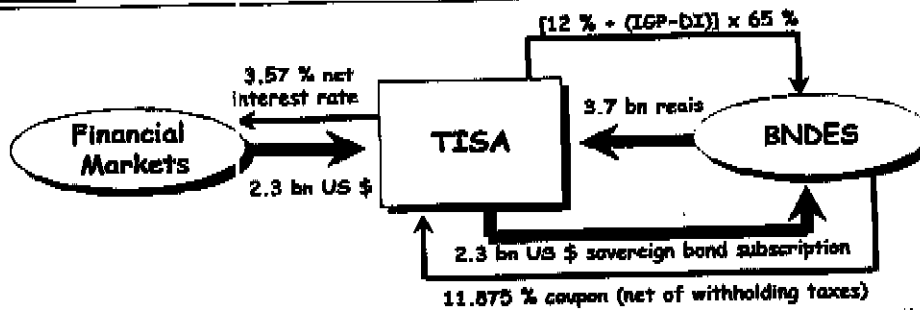 [12 % + (IGP-DI)] x 65 %
3.57 % net
interest rate
Financial
Markets
2.3 bn US $
TISA
3.7 bn reais
BNDES
2.3 bn US $ sovereign bond subscription
11.875 % coupon (net of withholding taxes)